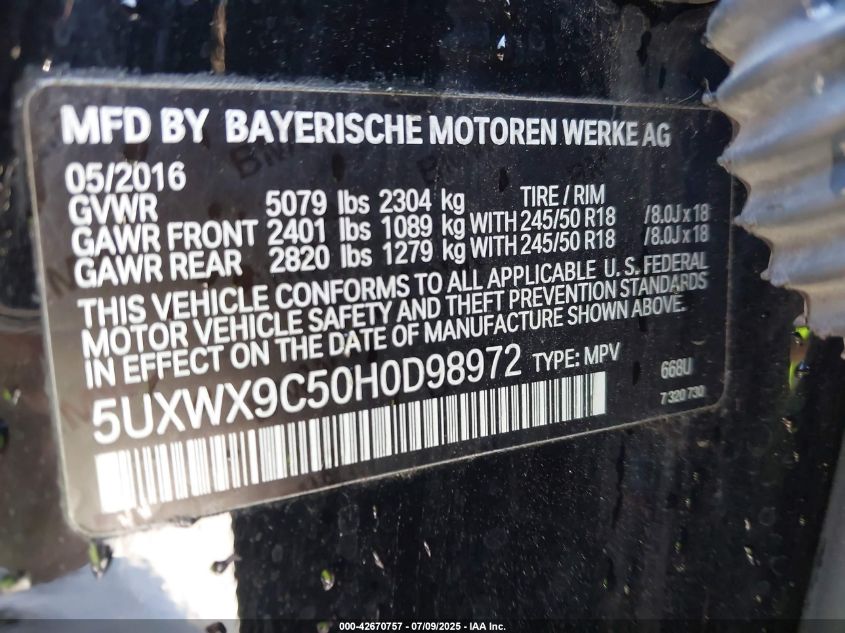 MFD BY BAYERISCHE MOTOREN WERKE AG
05/2016 TIRE / RIM
GVWR 5079 lbs 2304 kg
GAWR FRONT 2401 lbs 1089 kg WITH 245/50 R18 /8.0J x 18
GAWR REAR 2820 lbs 1279 kg WITH 245/50 R18 /8.0J x 18
THIS VEHICLE CONFORMS TO ALL APPLICABLE U.S. FEDERAL
MOTOR VEHICLE SAFETY AND THEFT PREVENTION STANDARDS
IN EFFECT ON THE DATE OF MANUFACTURE SHOWN ABOVE.
5UXWX9C50H0D98972 TYPE: MPV 668U
7 320 730
000-42670757 - 07/09/2025 - IAA Inc.